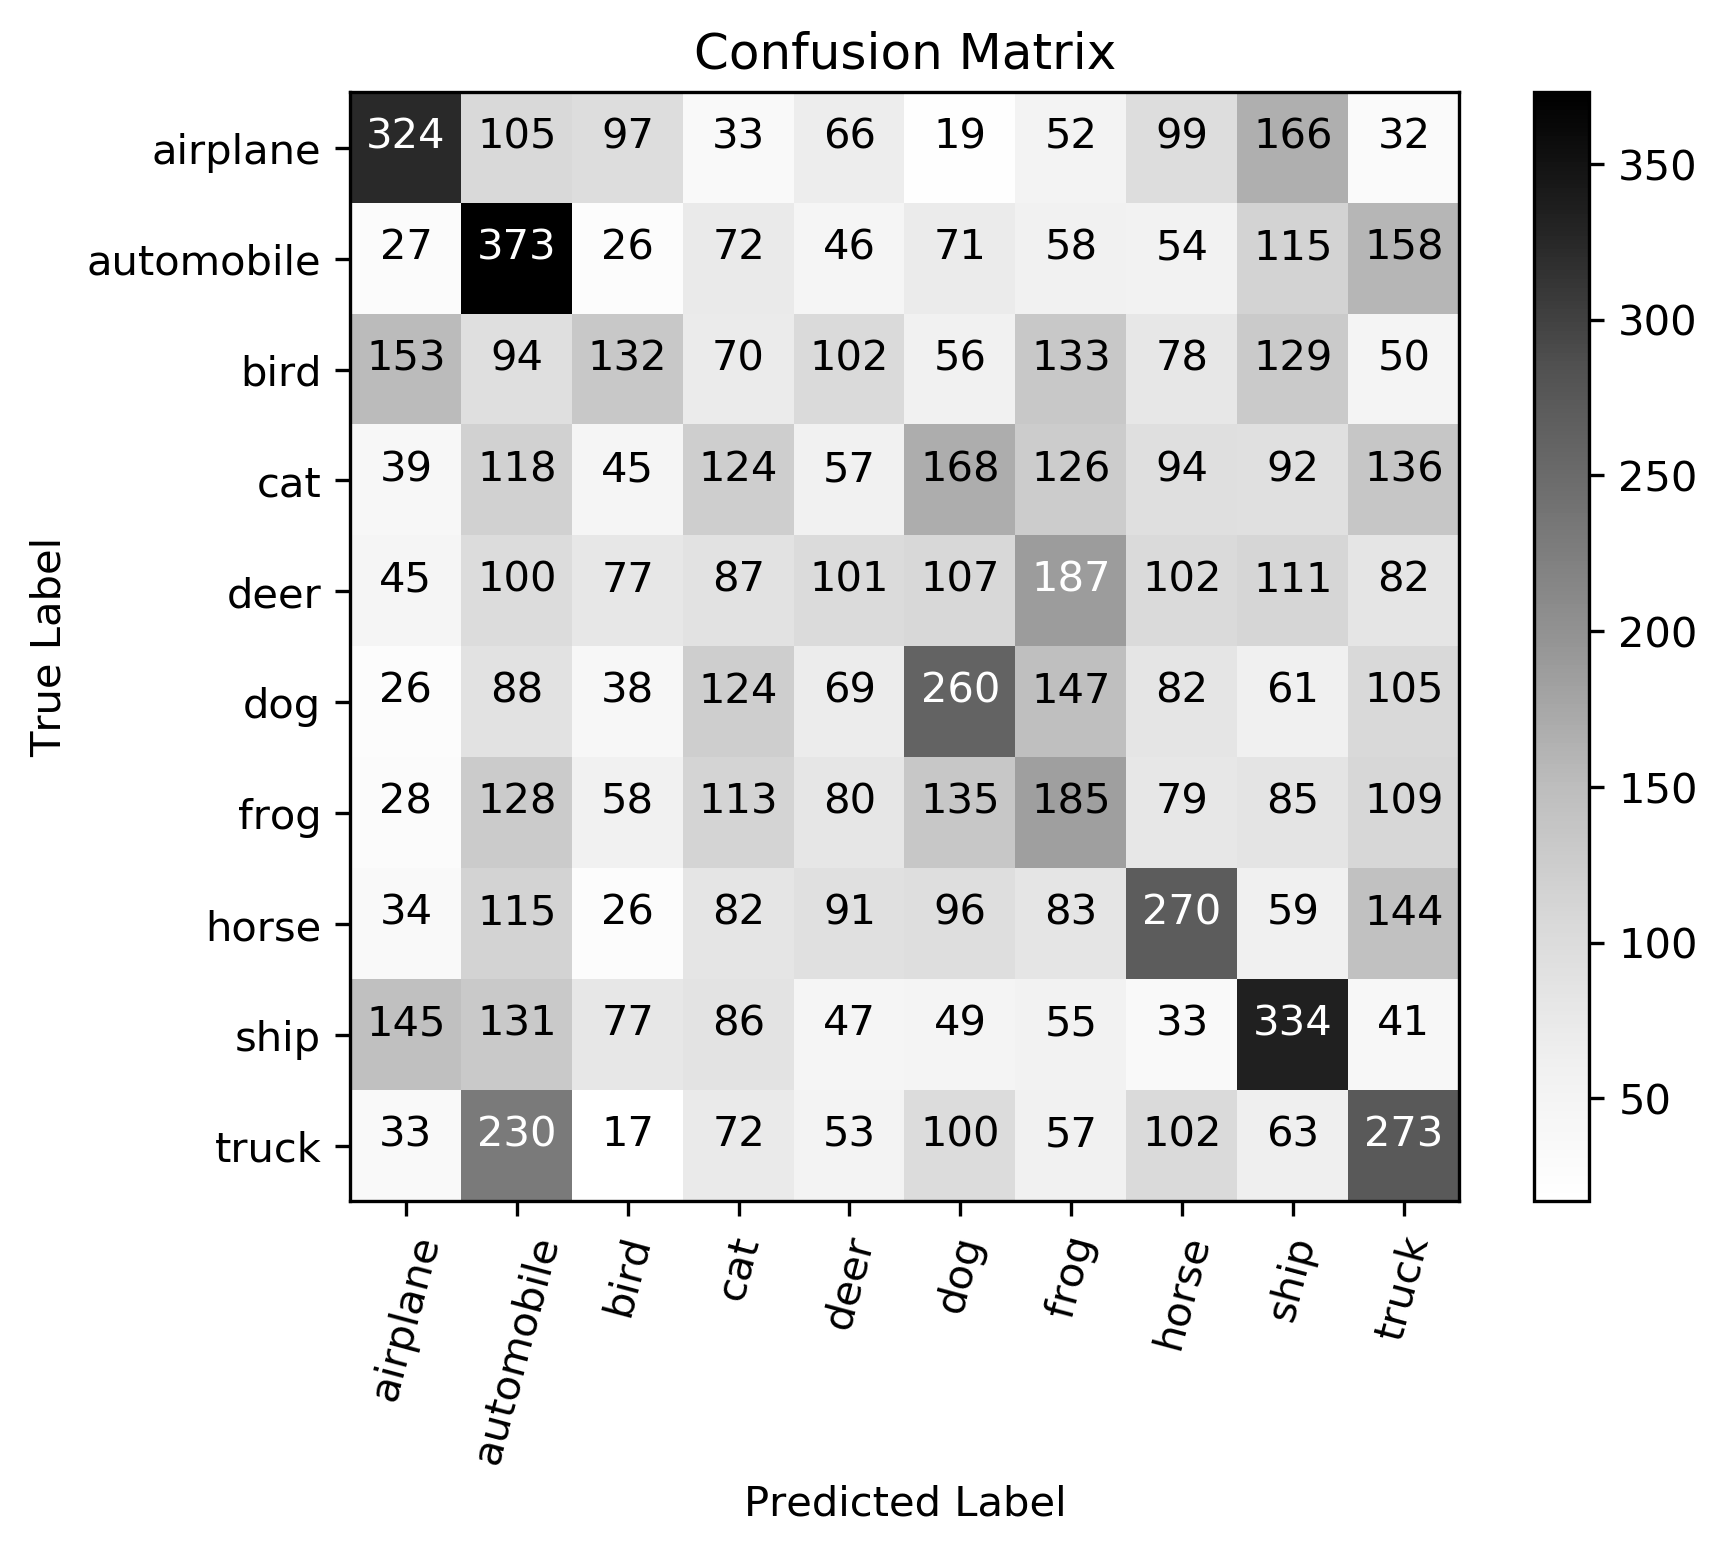 Confusion Matrix
airplane 324 105 97 33 66 19 52 99 166 32
automobile 27 373 26 72 46 71 58 54 115 158
bird 153 94 132 70 102 56 133 78 129 50
cat 39 118 45 124 57 168 126 94 92 136
deer 45 100 77 87 101 107 187 102 111 82
dog 26 88 38 124 69 260 147 82 61 105
frog 28 128 58 113 80 135 185 79 85 109
horse 34 115 26 82 91 96 83 270 59 144
ship 145 131 77 86 47 49 55 33 334 41
truck 33 230 17 72 53 100 57 102 63 273
True Label
airplane automobile bird cat deer dog frog horse ship truck
Predicted Label
350
300
250
200
150
100
50